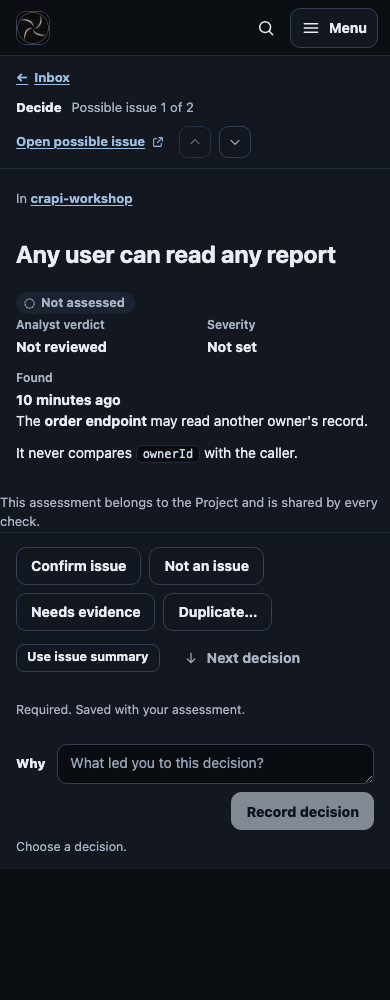 Menu
← Inbox
Decide Possible issue 1 of 2
Open possible issue
In crapi-workshop
Any user can read any report
Not assessed
Analyst verdict Severity
Not reviewed Not set
Found
10 minutes ago
The order endpoint may read another owner's record.
It never compares ownerId with the caller.
This assessment belongs to the Project and is shared by every
check.
Confirm issue Not an issue
Needs evidence Duplicate...
Use issue summary ↓ Next decision
Required. Saved with your assessment.
Why What led you to this decision?
Record decision
Choose a decision.